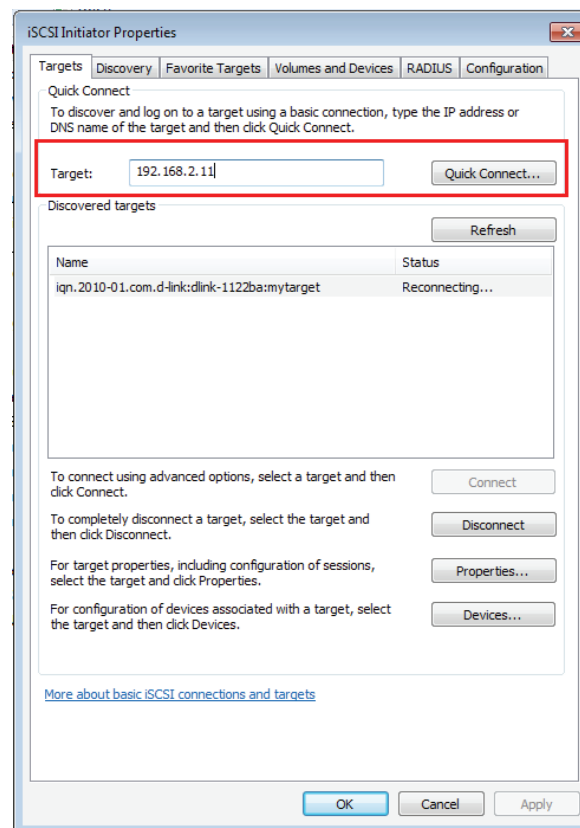 iSCSI Initiator Properties
Targets Discovery Favorite Targets Volumes and Devices RADIUS Configuration
Quick Connect
To discover and log on to a target using a basic connection, type the IP address or
DNS name of the target and then click Quick Connect.
Target: 192.168.2.11 Quick Connect...
Discovered targets
Refresh
Name Status
iqn.2010-01.com.d-link:dlink-1122ba:mytarget Reconnecting...
To connect using advanced options, select a target and then
click Connect.
Connect
To completely disconnect a target, select the target and
then click Disconnect.
Disconnect
For target properties, including configuration of sessions,
select the target and click Properties.
Properties...
For configuration of devices associated with a target, select
the target and then click Devices.
Devices...
More about basic iSCSI connections and targets
OK Cancel Apply